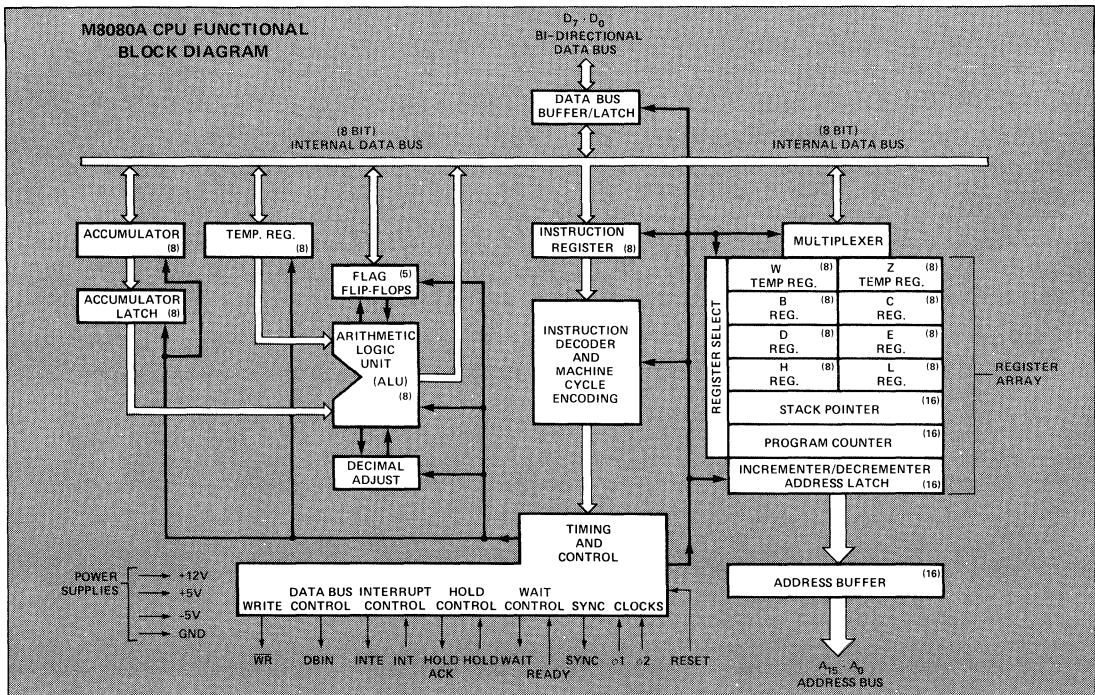 M8080A CPU FUNCTIONAL
BLOCK DIAGRAM
D7 - D0
BI-DIRECTIONAL
DATA BUS
DATA BUS
BUFFER/LATCH
(8 BIT)
INTERNAL DATA BUS
(8 BIT)
INTERNAL DATA BUS
ACCUMULATOR
(8)
TEMP. REG.
(8)
INSTRUCTION
REGISTER (8)
MULTIPLEXER
ACCUMULATOR
LATCH (8)
FLAG (5)
FLIP-FLOPS
ARITHMETIC
LOGIC
UNIT
(ALU)
(8)
DECIMAL
ADJUST
INSTRUCTION
DECODER
AND
MACHINE
CYCLE
ENCODING
REGISTER SELECT
W (8)
TEMP REG.
Z (8)
TEMP REG.
B (8)
REG.
C (8)
REG.
D (8)
REG.
E (8)
REG.
H (8)
REG.
L (8)
REG.
STACK POINTER (16)
PROGRAM COUNTER (16)
INCREMENTER/DECREMENTER
ADDRESS LATCH (16)
REGISTER
ARRAY
TIMING
AND
CONTROL
DATA BUS INTERRUPT HOLD WAIT
WRITE CONTROL CONTROL CONTROL CONTROL SYNC CLOCKS
ADDRESS BUFFER (16)
POWER
SUPPLIES
+12V
+5V
-5V
GND
WR DBIN INTE INT HOLD HOLD WAIT SYNC ϕ1 ϕ2 RESET
ACK READY
A15 - A0
ADDRESS BUS